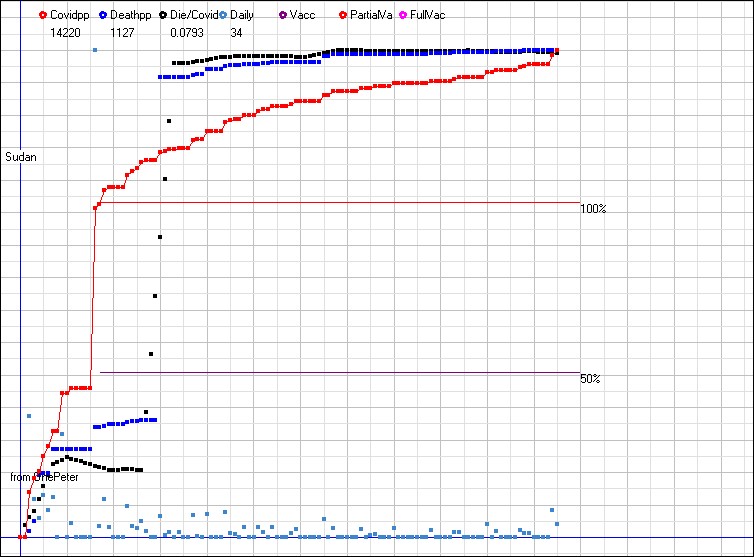 Covidpp Deathpp Die/Covid Daily Vacc PartialVa FullVac
14220 1127 0.0793 34
Sudan
100%
50%
from OnePeter